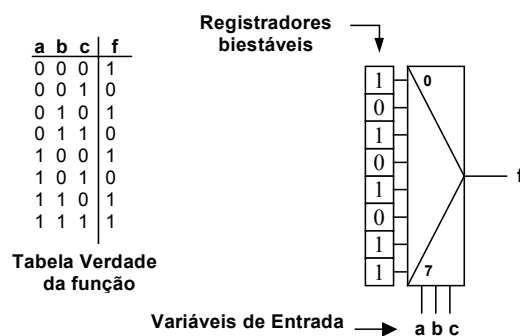 a b c f
0 0 0 1
0 0 1 0
0 1 0 1
0 1 1 0
1 0 0 1
1 0 1 0
1 1 0 1
1 1 1 1
Tabela Verdade
da função
Registradores
biestáveis
1
0
1
0
1
0
1
1
0
7
f
a b c
Variáveis de Entrada